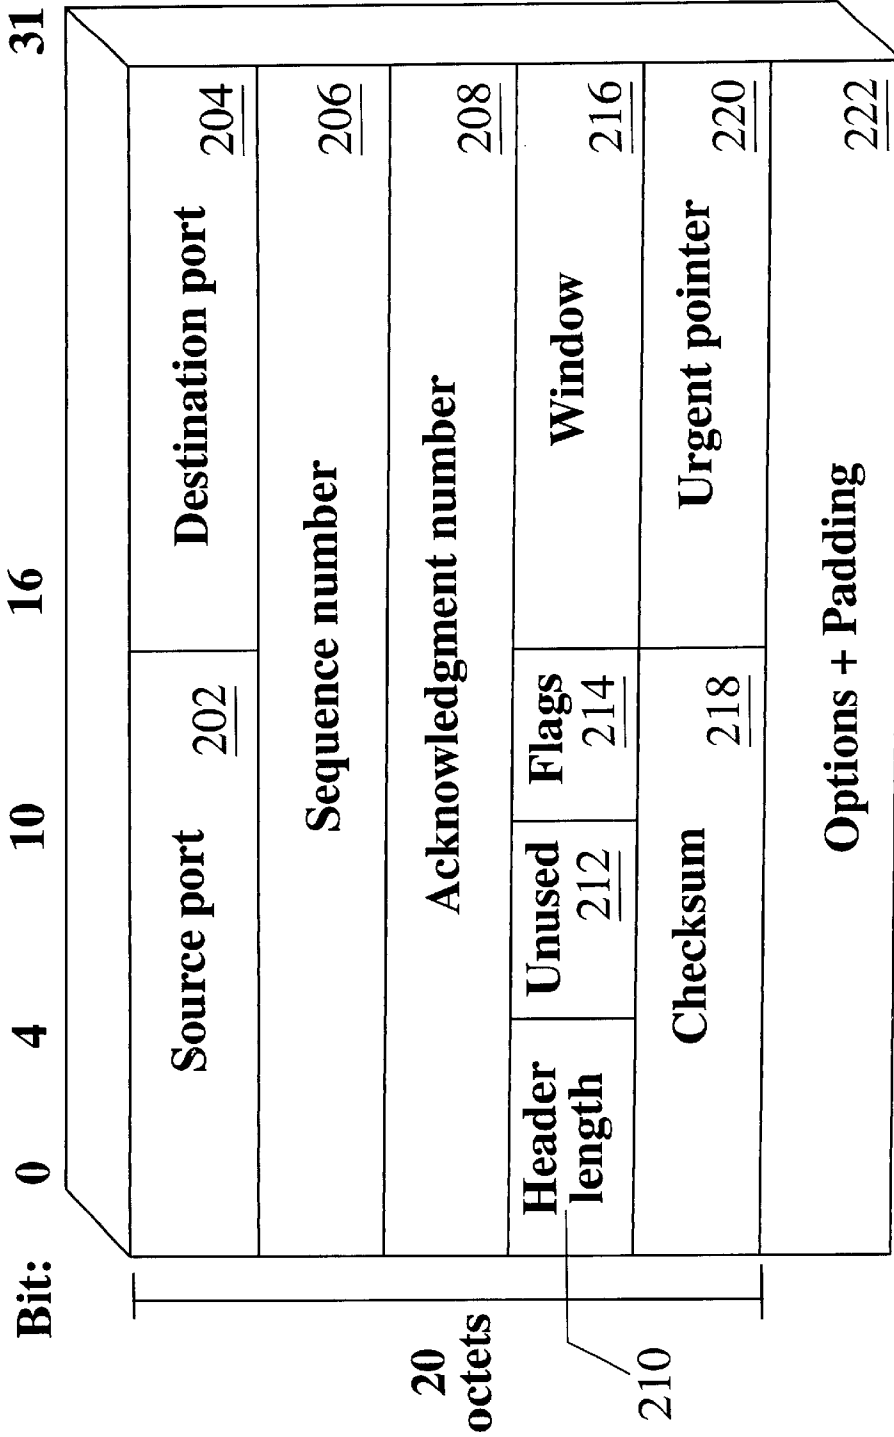 Bit: 0 4 10 16 31
Source port 202 Destination port 204
Sequence number 206
Acknowledgment number 208
Header
length
Unused
212
Flags
214
Window 216
Checksum 218 Urgent pointer 220
Options + Padding 222
20
octets
210